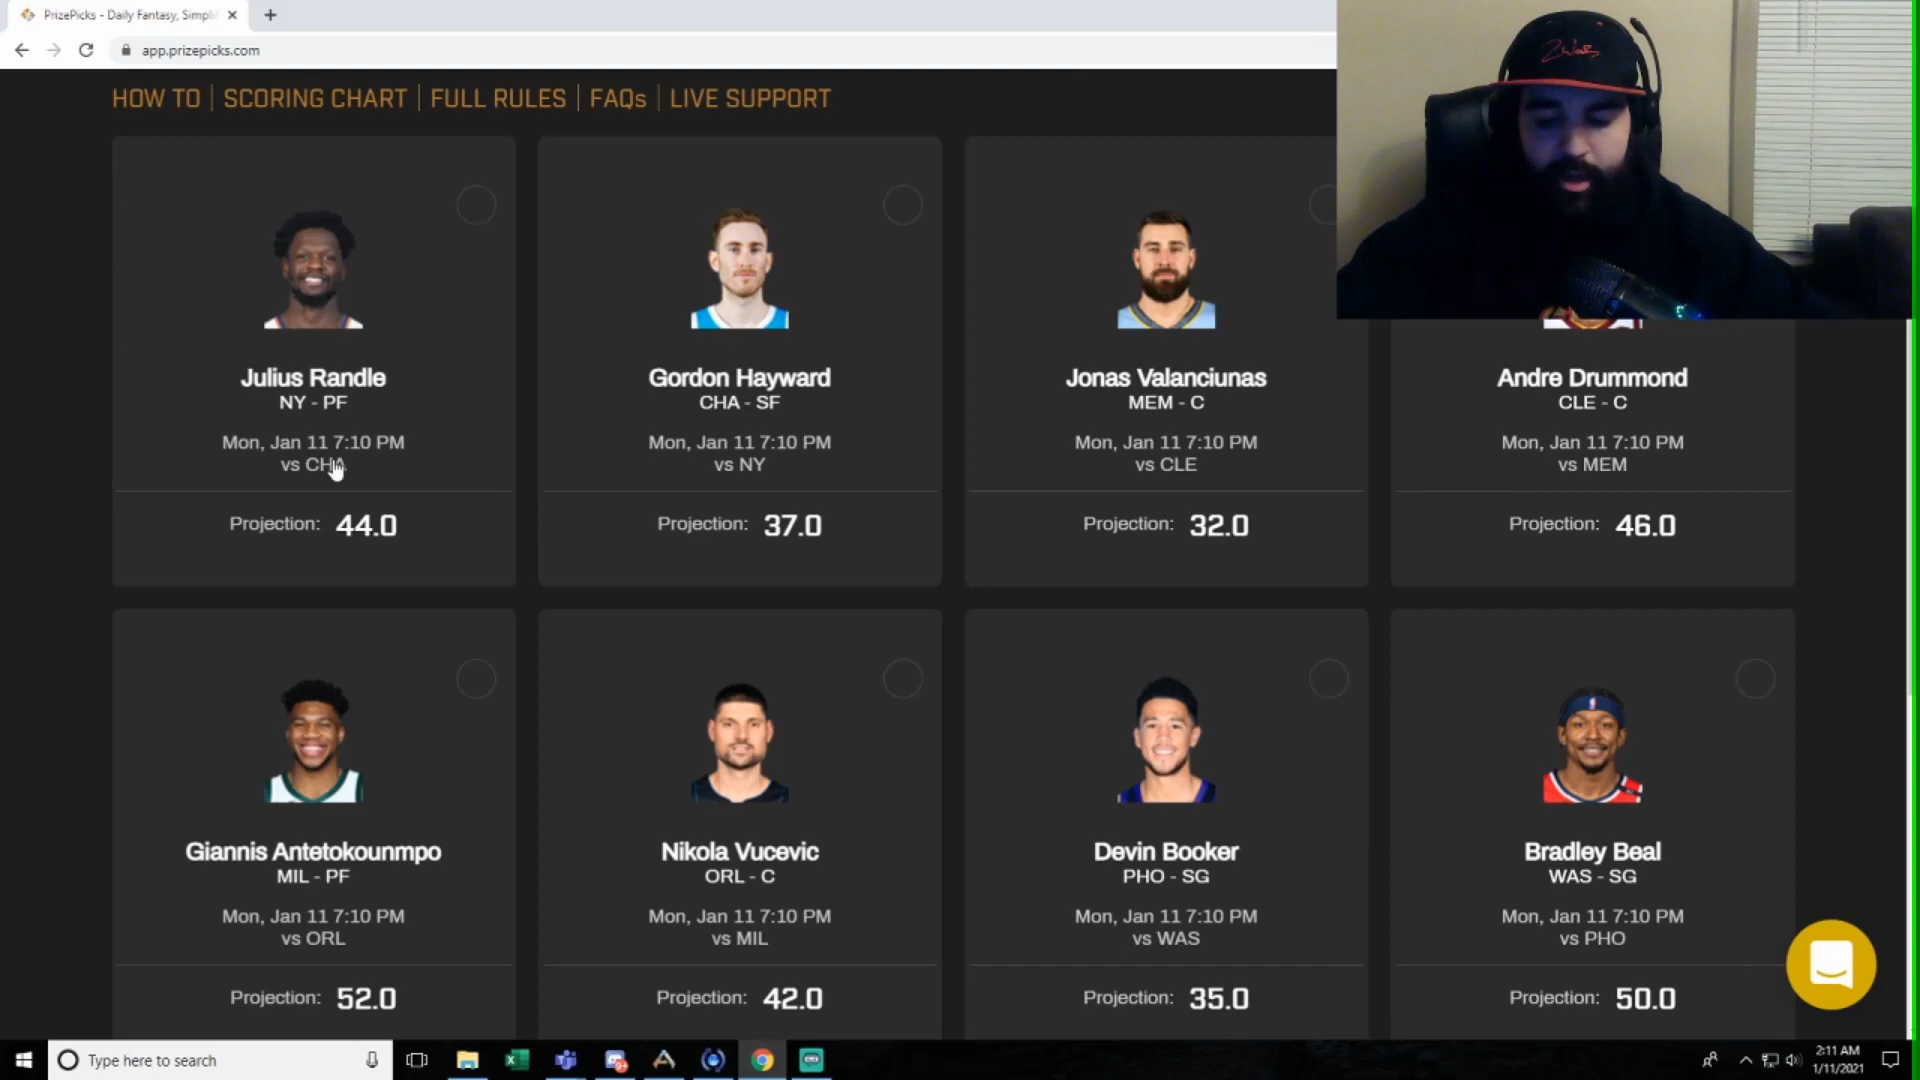 PrizePicks - Daily Fantasy, Simpli
app.prizepicks.com
HOW TO | SCORING CHART | FULL RULES | FAQs | LIVE SUPPORT
Julius Randle
NY - PF
Mon, Jan 11 7:10 PM
vs CHA
Projection: 44.0
Gordon Hayward
CHA - SF
Mon, Jan 11 7:10 PM
vs NY
Projection: 37.0
Jonas Valanciunas
MEM - C
Mon, Jan 11 7:10 PM
vs CLE
Projection: 32.0
Andre Drummond
CLE - C
Mon, Jan 11 7:10 PM
vs MEM
Projection: 46.0
Giannis Antetokounmpo
MIL - PF
Mon, Jan 11 7:10 PM
vs ORL
Projection: 52.0
Nikola Vucevic
ORL - C
Mon, Jan 11 7:10 PM
vs MIL
Projection: 42.0
Devin Booker
PHO - SG
Mon, Jan 11 7:10 PM
vs WAS
Projection: 35.0
Bradley Beal
WAS - SG
Mon, Jan 11 7:10 PM
vs PHO
Projection: 50.0
Type here to search
2:11 AM
1/11/2021